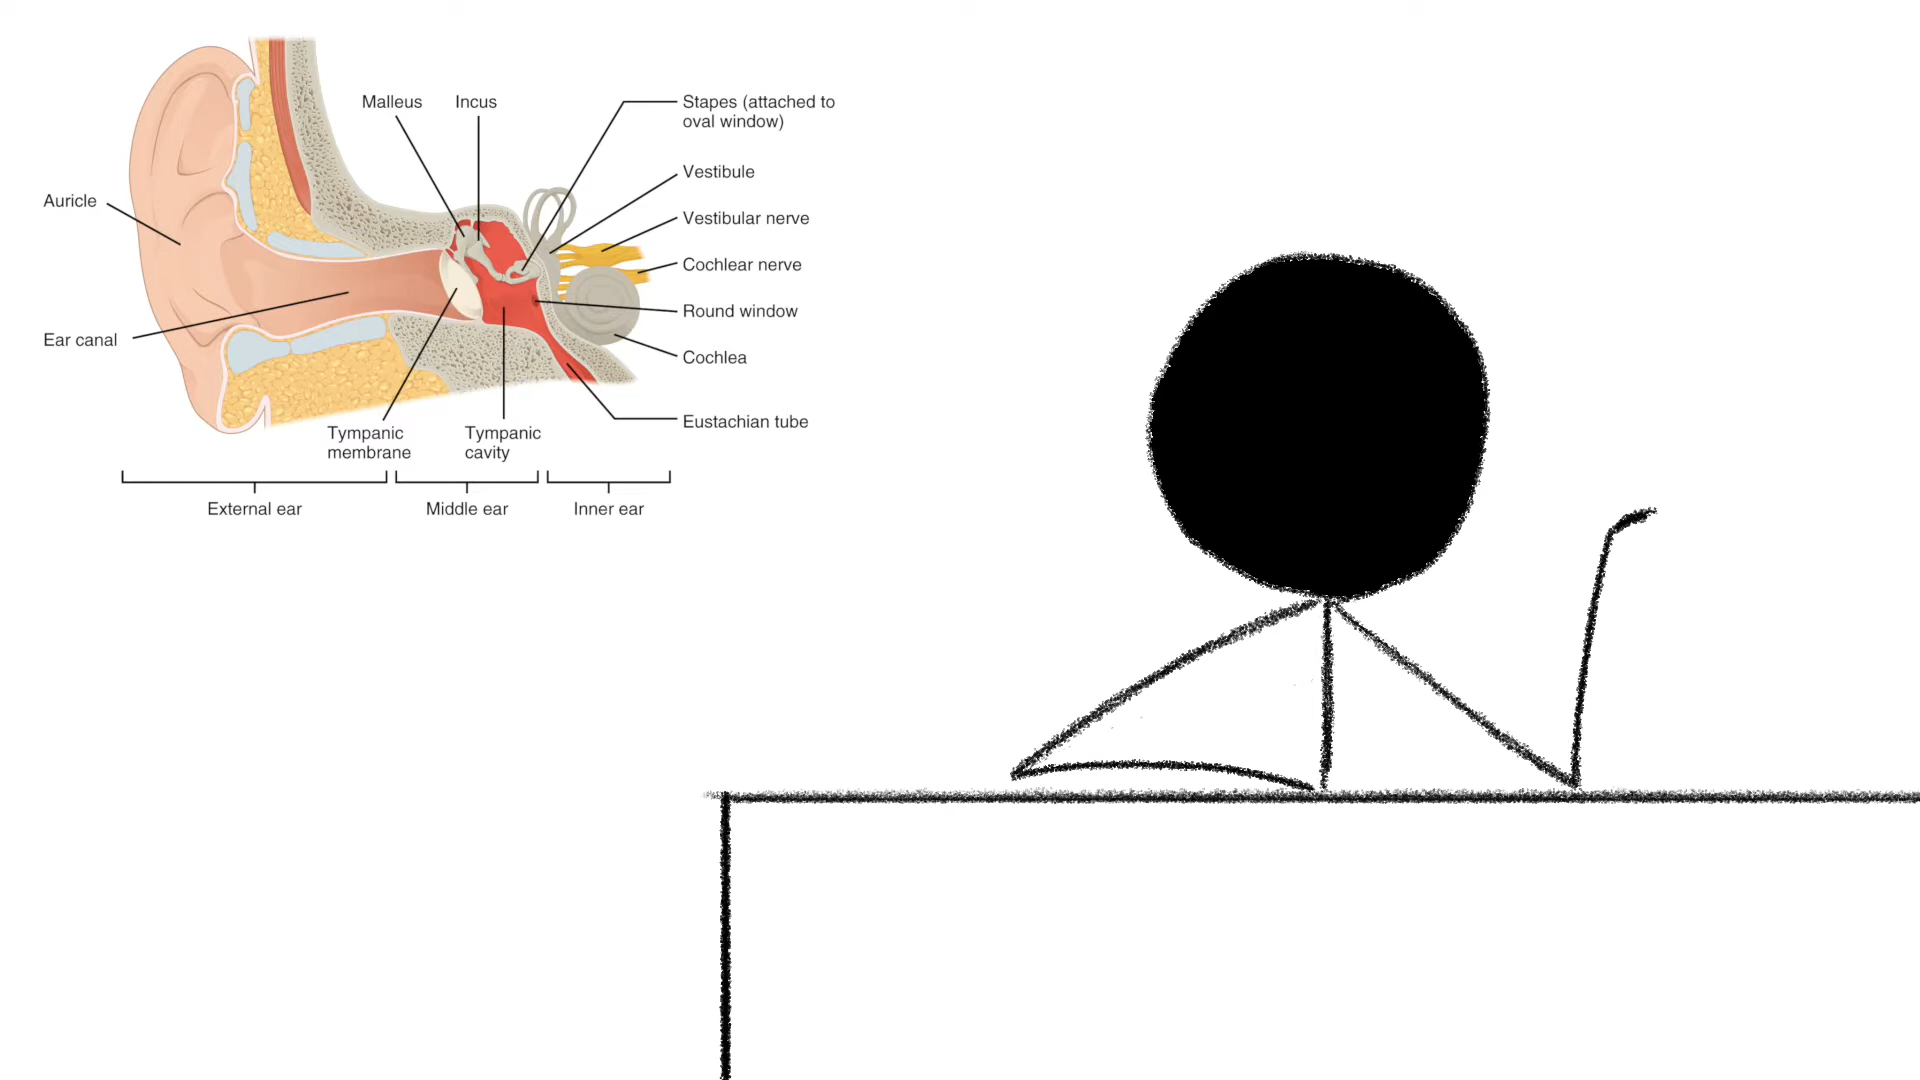 Malleus
Incus
Stapes (attached to
oval window)
Vestibule
Auricle
Vestibular nerve
Cochlear nerve
Round window
Ear canal
Cochlea
Eustachian tube
Tympanic
membrane
Tympanic
cavity
External ear
Middle ear
Inner ear